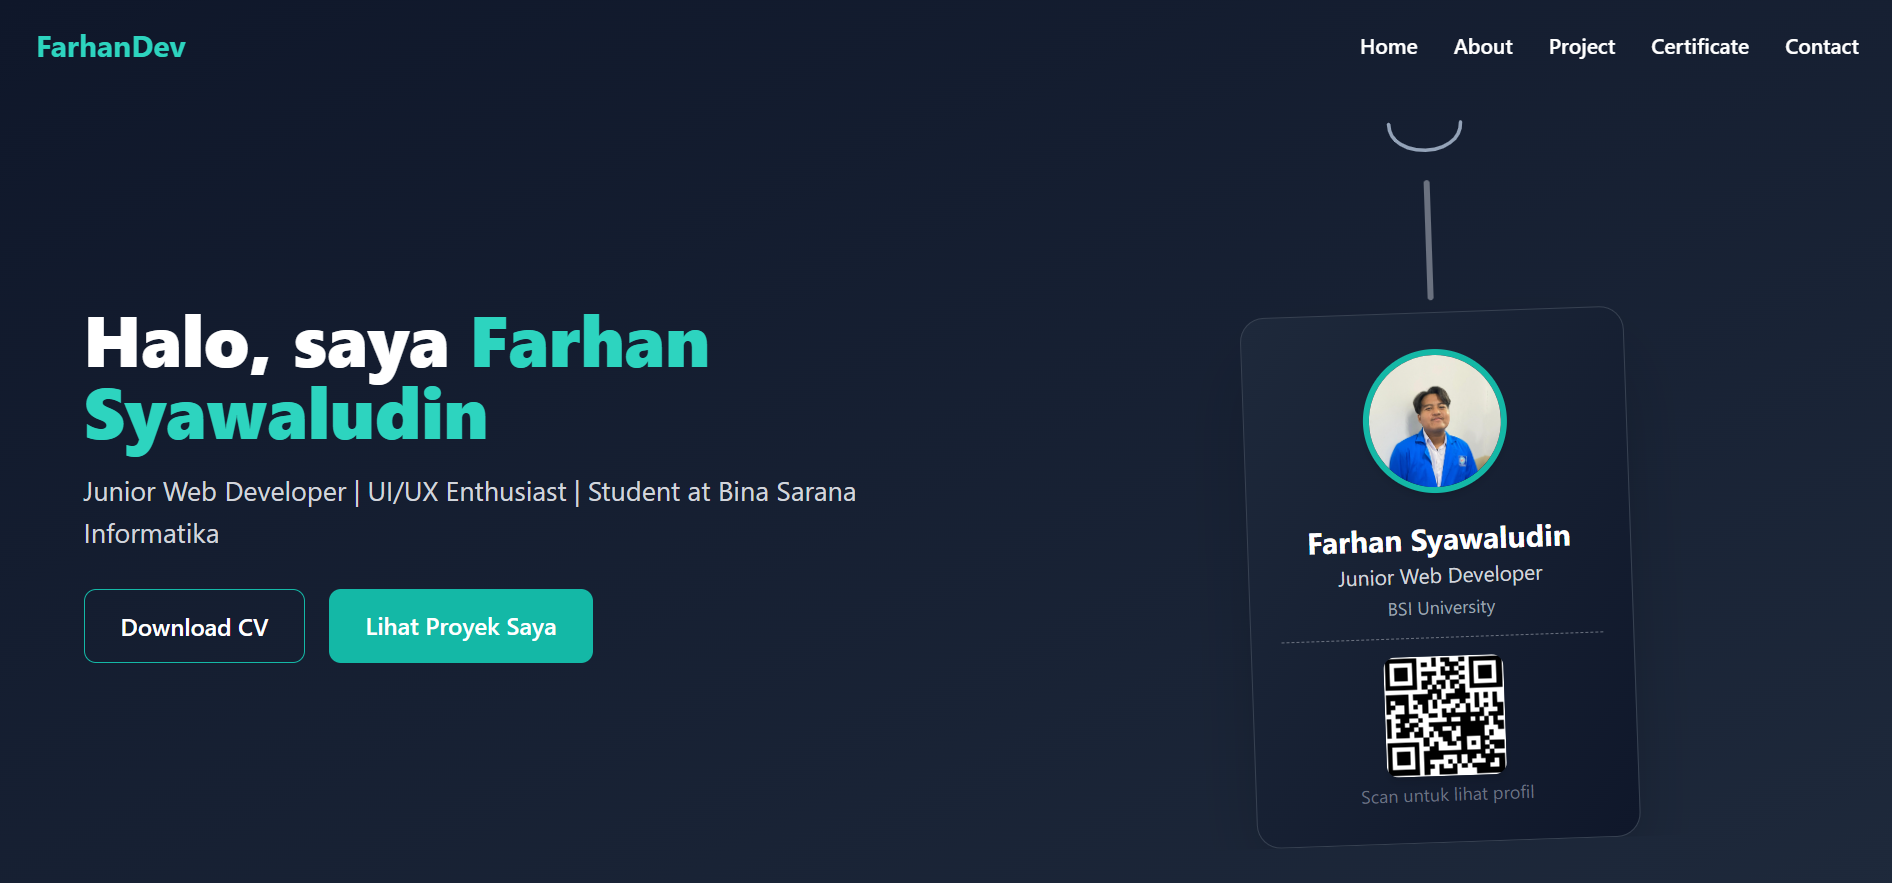 FarhanDev
Home
About
Project
Certificate
Contact
Halo, saya Farhan
Syawaludin
Junior Web Developer | UI/UX Enthusiast | Student at Bina Sarana
Informatika
Download CV
Lihat Proyek Saya
Farhan Syawaludin
Junior Web Developer
BSI University
Scan untuk lihat profil